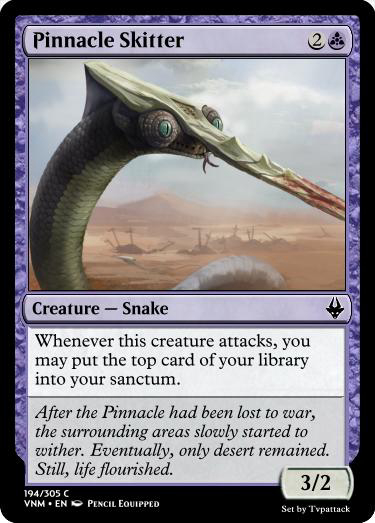 Pinnacle Skitter 2
Creature — Snake
Whenever this creature attacks, you
may put the top card of your library
into your sanctum.
After the Pinnacle had been lost to war,
the surrounding areas slowly started to
wither. Eventually, only desert remained.
Still, life flourished.
3/2
194/305 C
VNM • EN Pencil Equipped
Set by Tvpattack